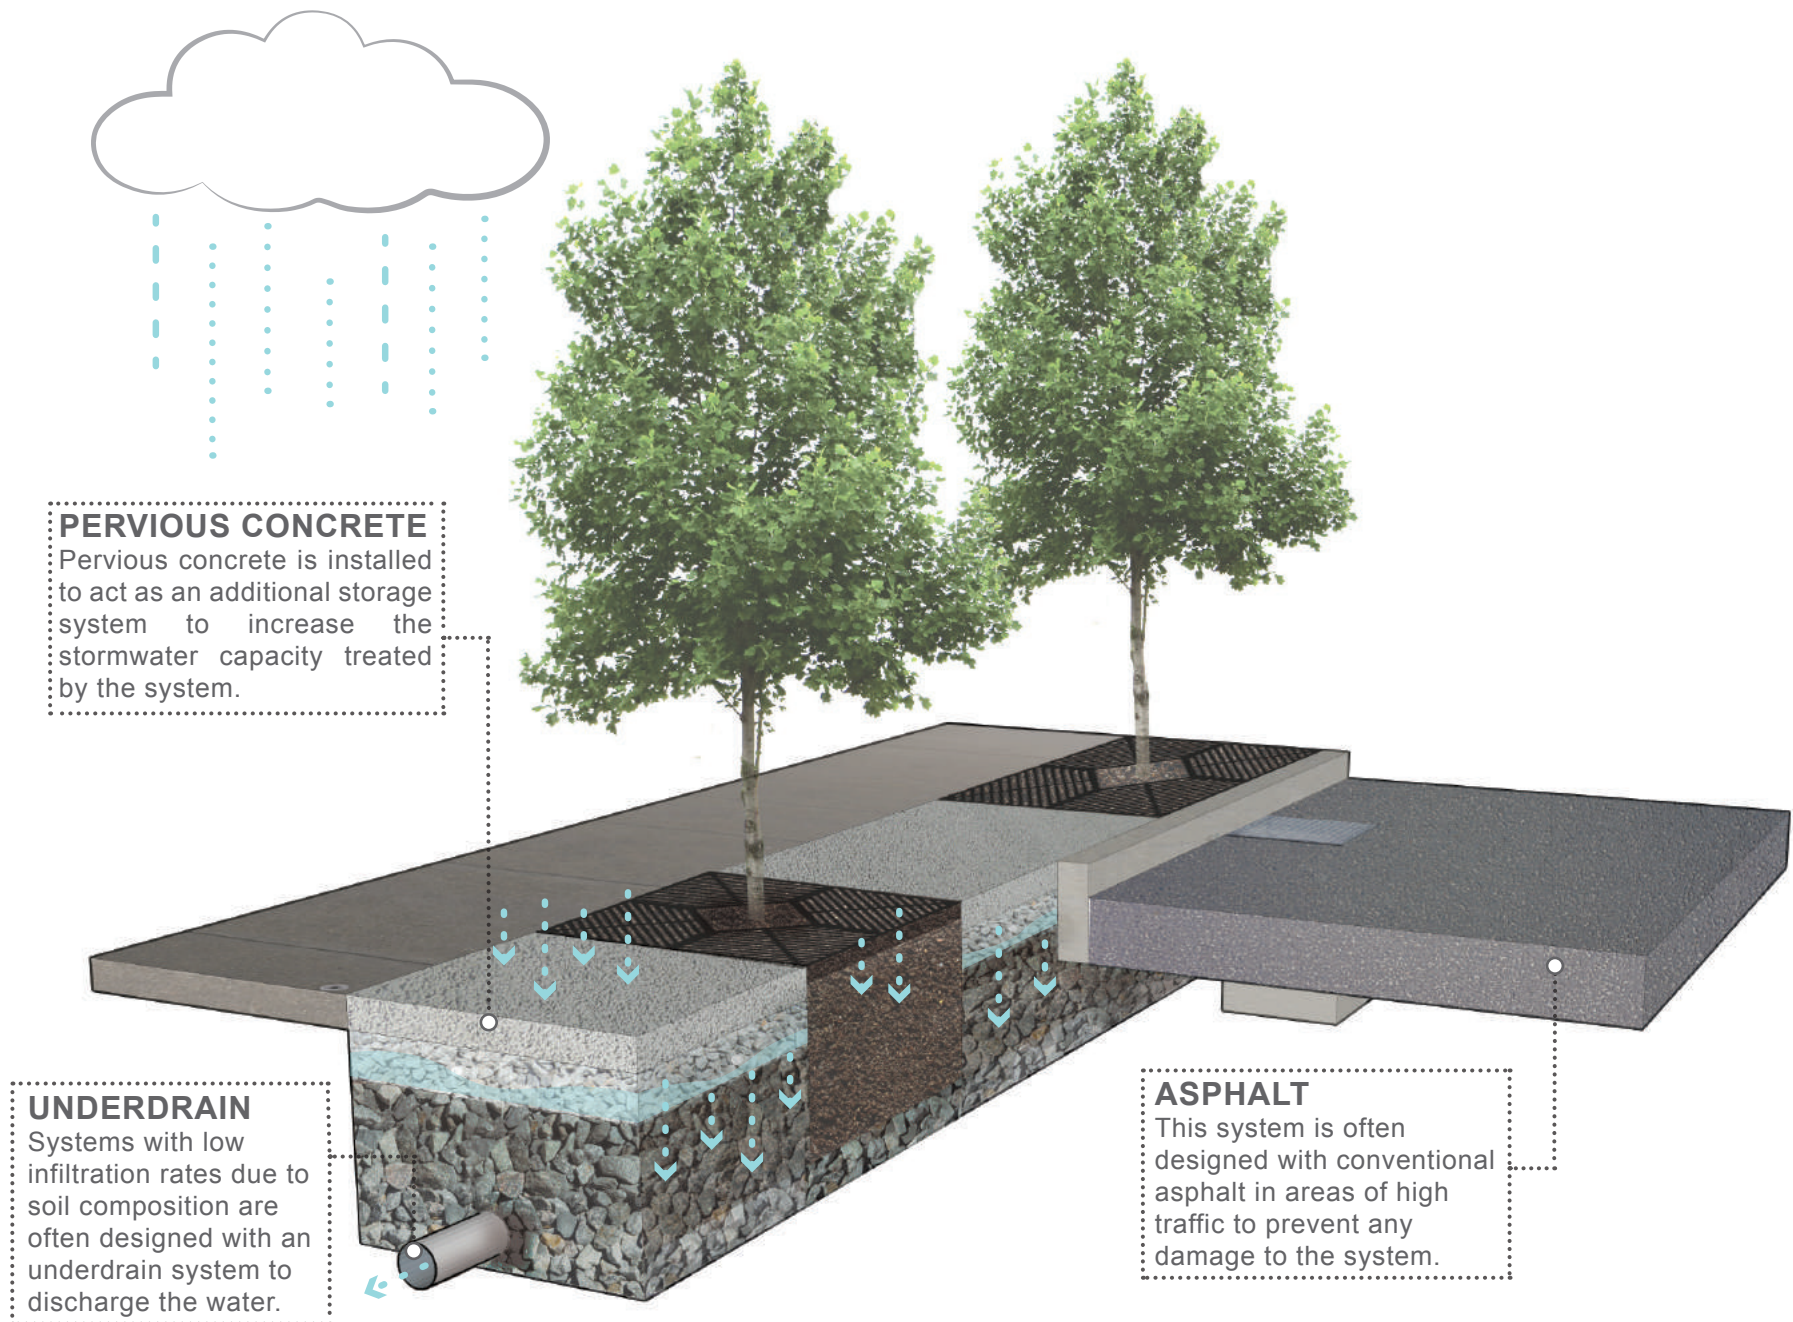 PERVIOUS CONCRETE
Pervious concrete is installed
to act as an additional storage
system to increase the
stormwater capacity treated
by the system.
UNDERDRAIN
Systems with low
infiltration rates due to
soil composition are
often designed with an
underdrain system to
discharge the water.
ASPHALT
This system is often
designed with conventional
asphalt in areas of high
traffic to prevent any
damage to the system.